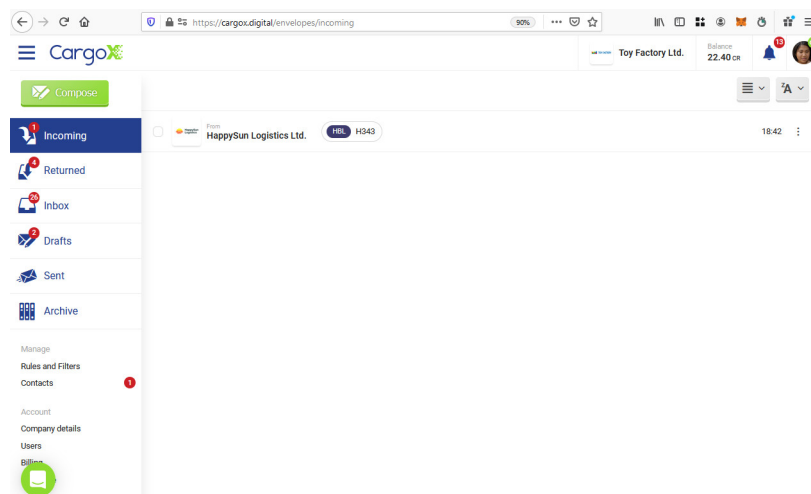 https://cargox.digital/envelopes/incoming
90%
CargoX
Toy Factory Ltd.
Balance
22.40 CR
13
Compose
ZA
1
Incoming
From
HappySun Logistics Ltd.
HBL H343
18:42
4
Returned
26
Inbox
2
Drafts
Sent
Archive
Manage
Rules and Filters
Contacts
1
Account
Company details
Users
Billing